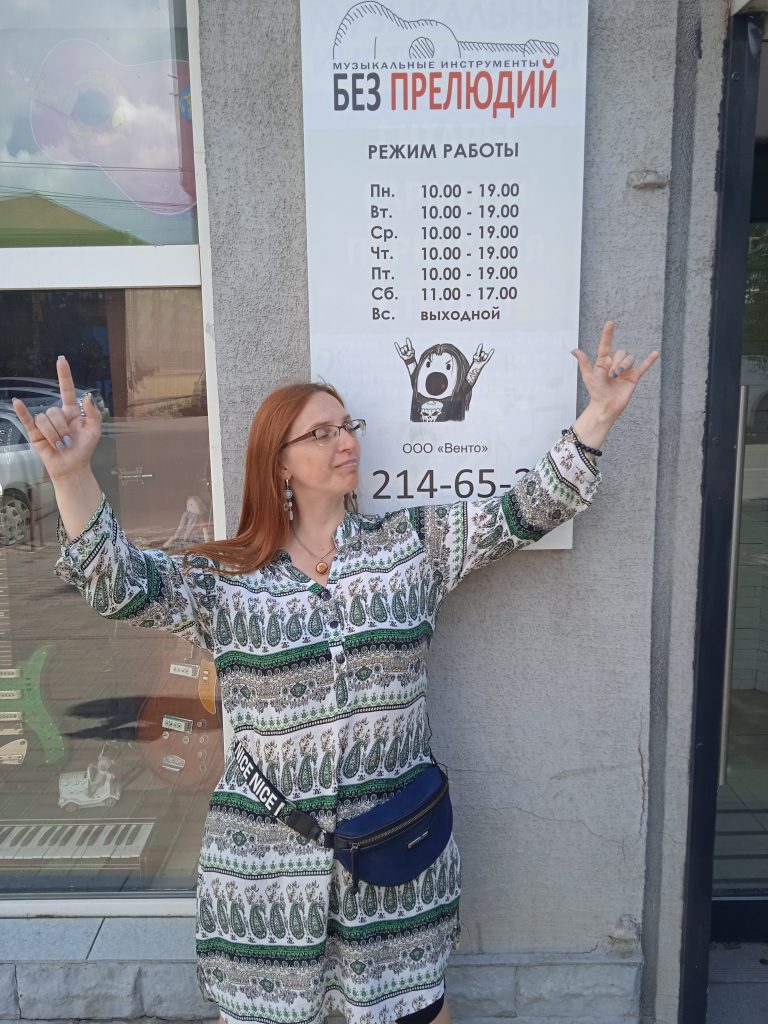 МУЗЫКАЛЬНЫЕ ИНСТРУМЕНТЫ
БЕЗ ПРЕЛЮДИЙ
РЕЖИМ РАБОТЫ
Пн. 10.00 - 19.00
Вт. 10.00 - 19.00
Ср. 10.00 - 19.00
Чт. 10.00 - 19.00
Пт. 10.00 - 19.00
Сб. 11.00 - 17.00
Вс. выходной
ООО «Венто»
214-65-
NICE NICE